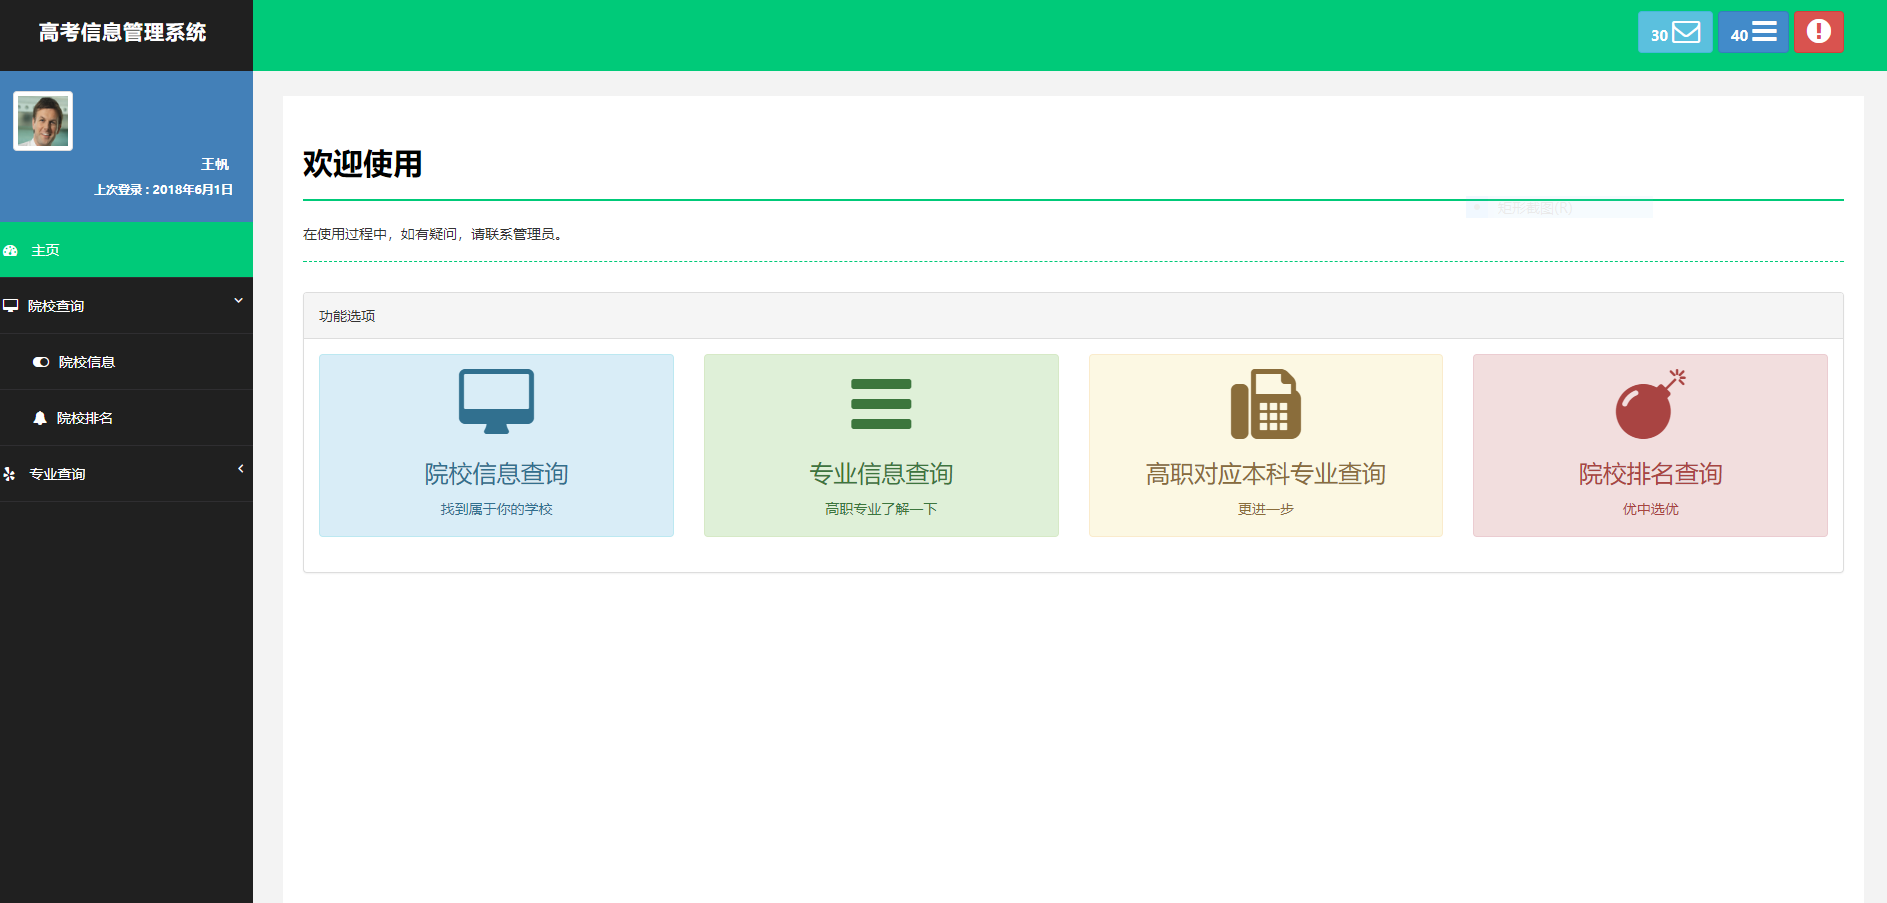 高考信息管理系统
30
40
王帆
上次登录 : 2018年6月1日
主页
院校查询
院校信息
院校排名
专业查询
欢迎使用
矩形截图(R)
在使用过程中，如有疑问，请联系管理员。
功能选项
院校信息查询
找到属于你的学校
专业信息查询
高职专业了解一下
高职对应本科专业查询
更进一步
院校排名查询
优中选优